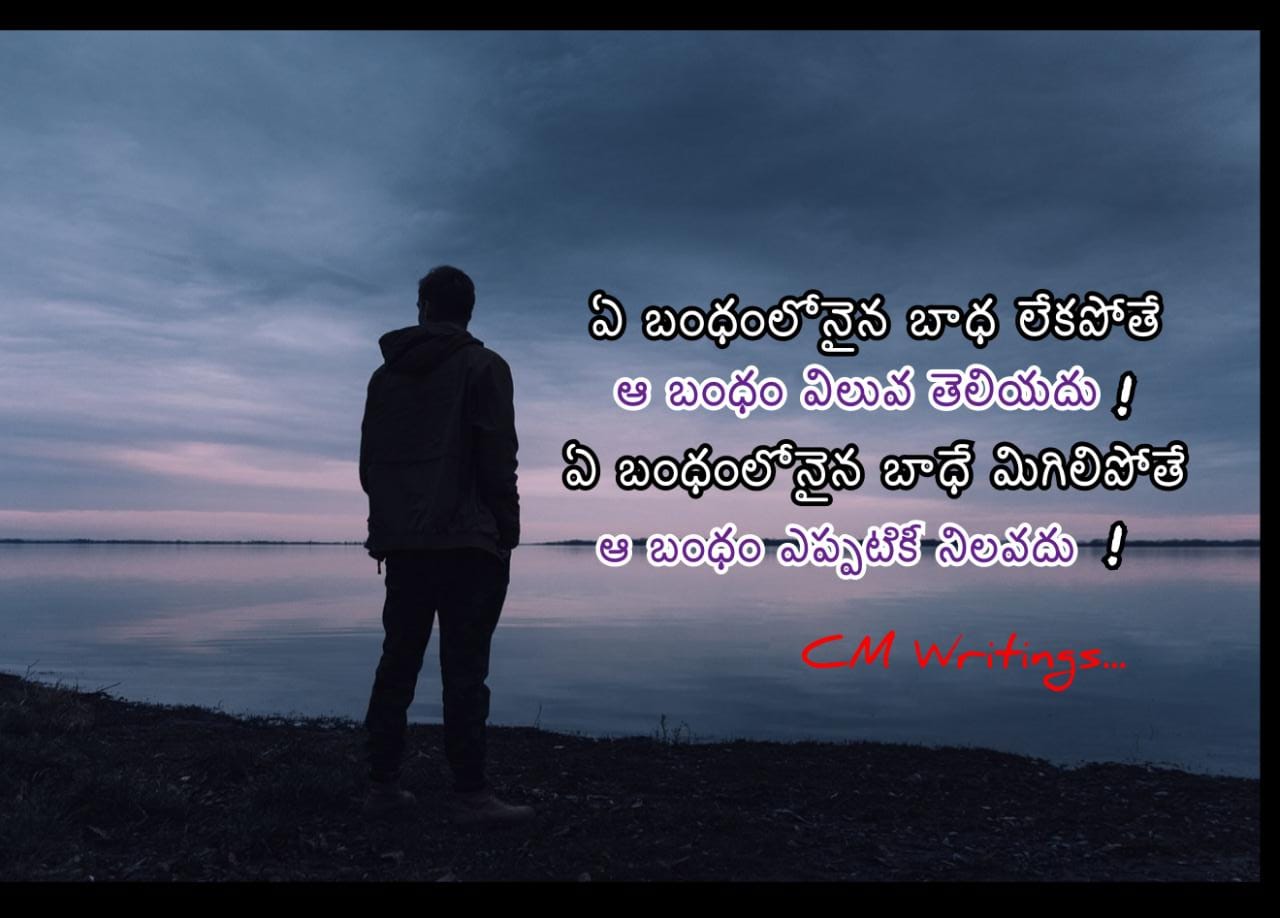 ఏ బంధంలోనైన బాధ లేకపోతే
ఆ బంధం విలువ తెలియదు !
ఏ బంధంలోనైన బాధే మిగిలిపోతే
ఆ బంధం ఎప్పటికీ నిలవదు !
CM Writings...